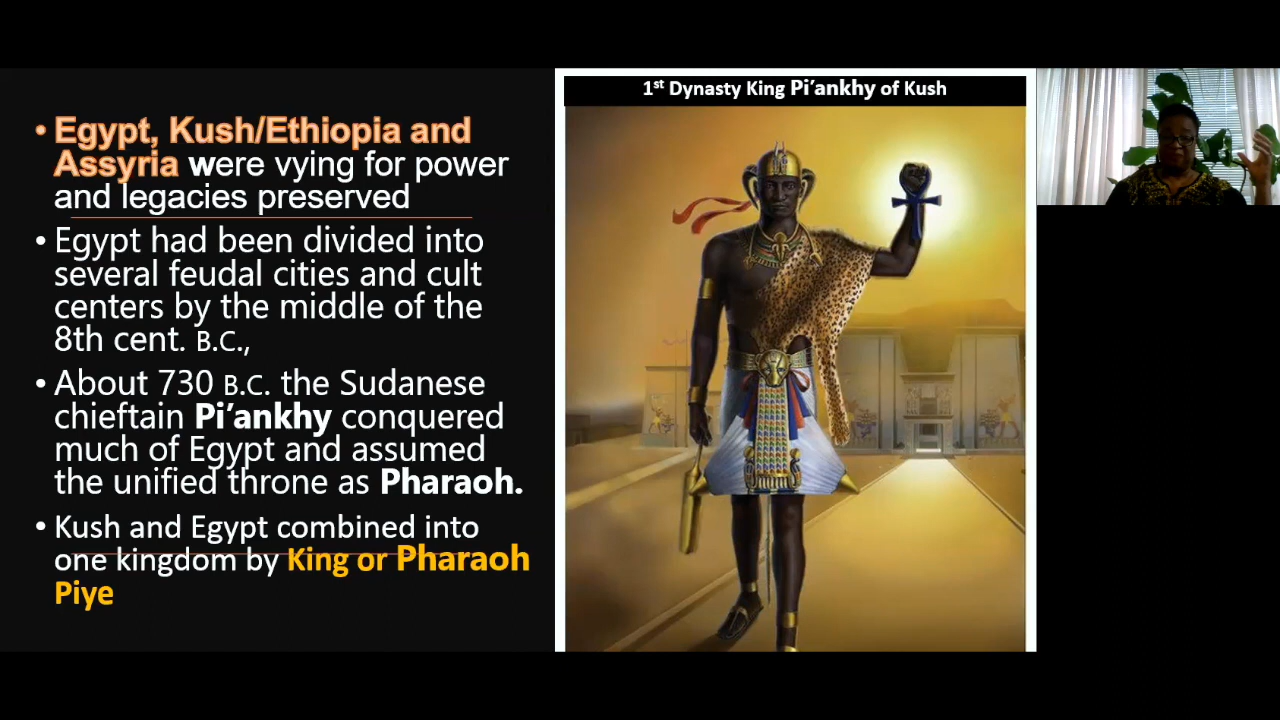 • Egypt, Kush/Ethiopia and
Assyria were vying for power
and legacies preserved
• Egypt had been divided into
several feudal cities and cult
centers by the middle of the
8th cent. B.C.,
• About 730 B.C. the Sudanese
chieftain Pi’ankhy conquered
much of Egypt and assumed
the unified throne as Pharaoh.
• Kush and Egypt combined into
one kingdom by King or Pharaoh
Piye
1st Dynasty King Pi’ankhy of Kush